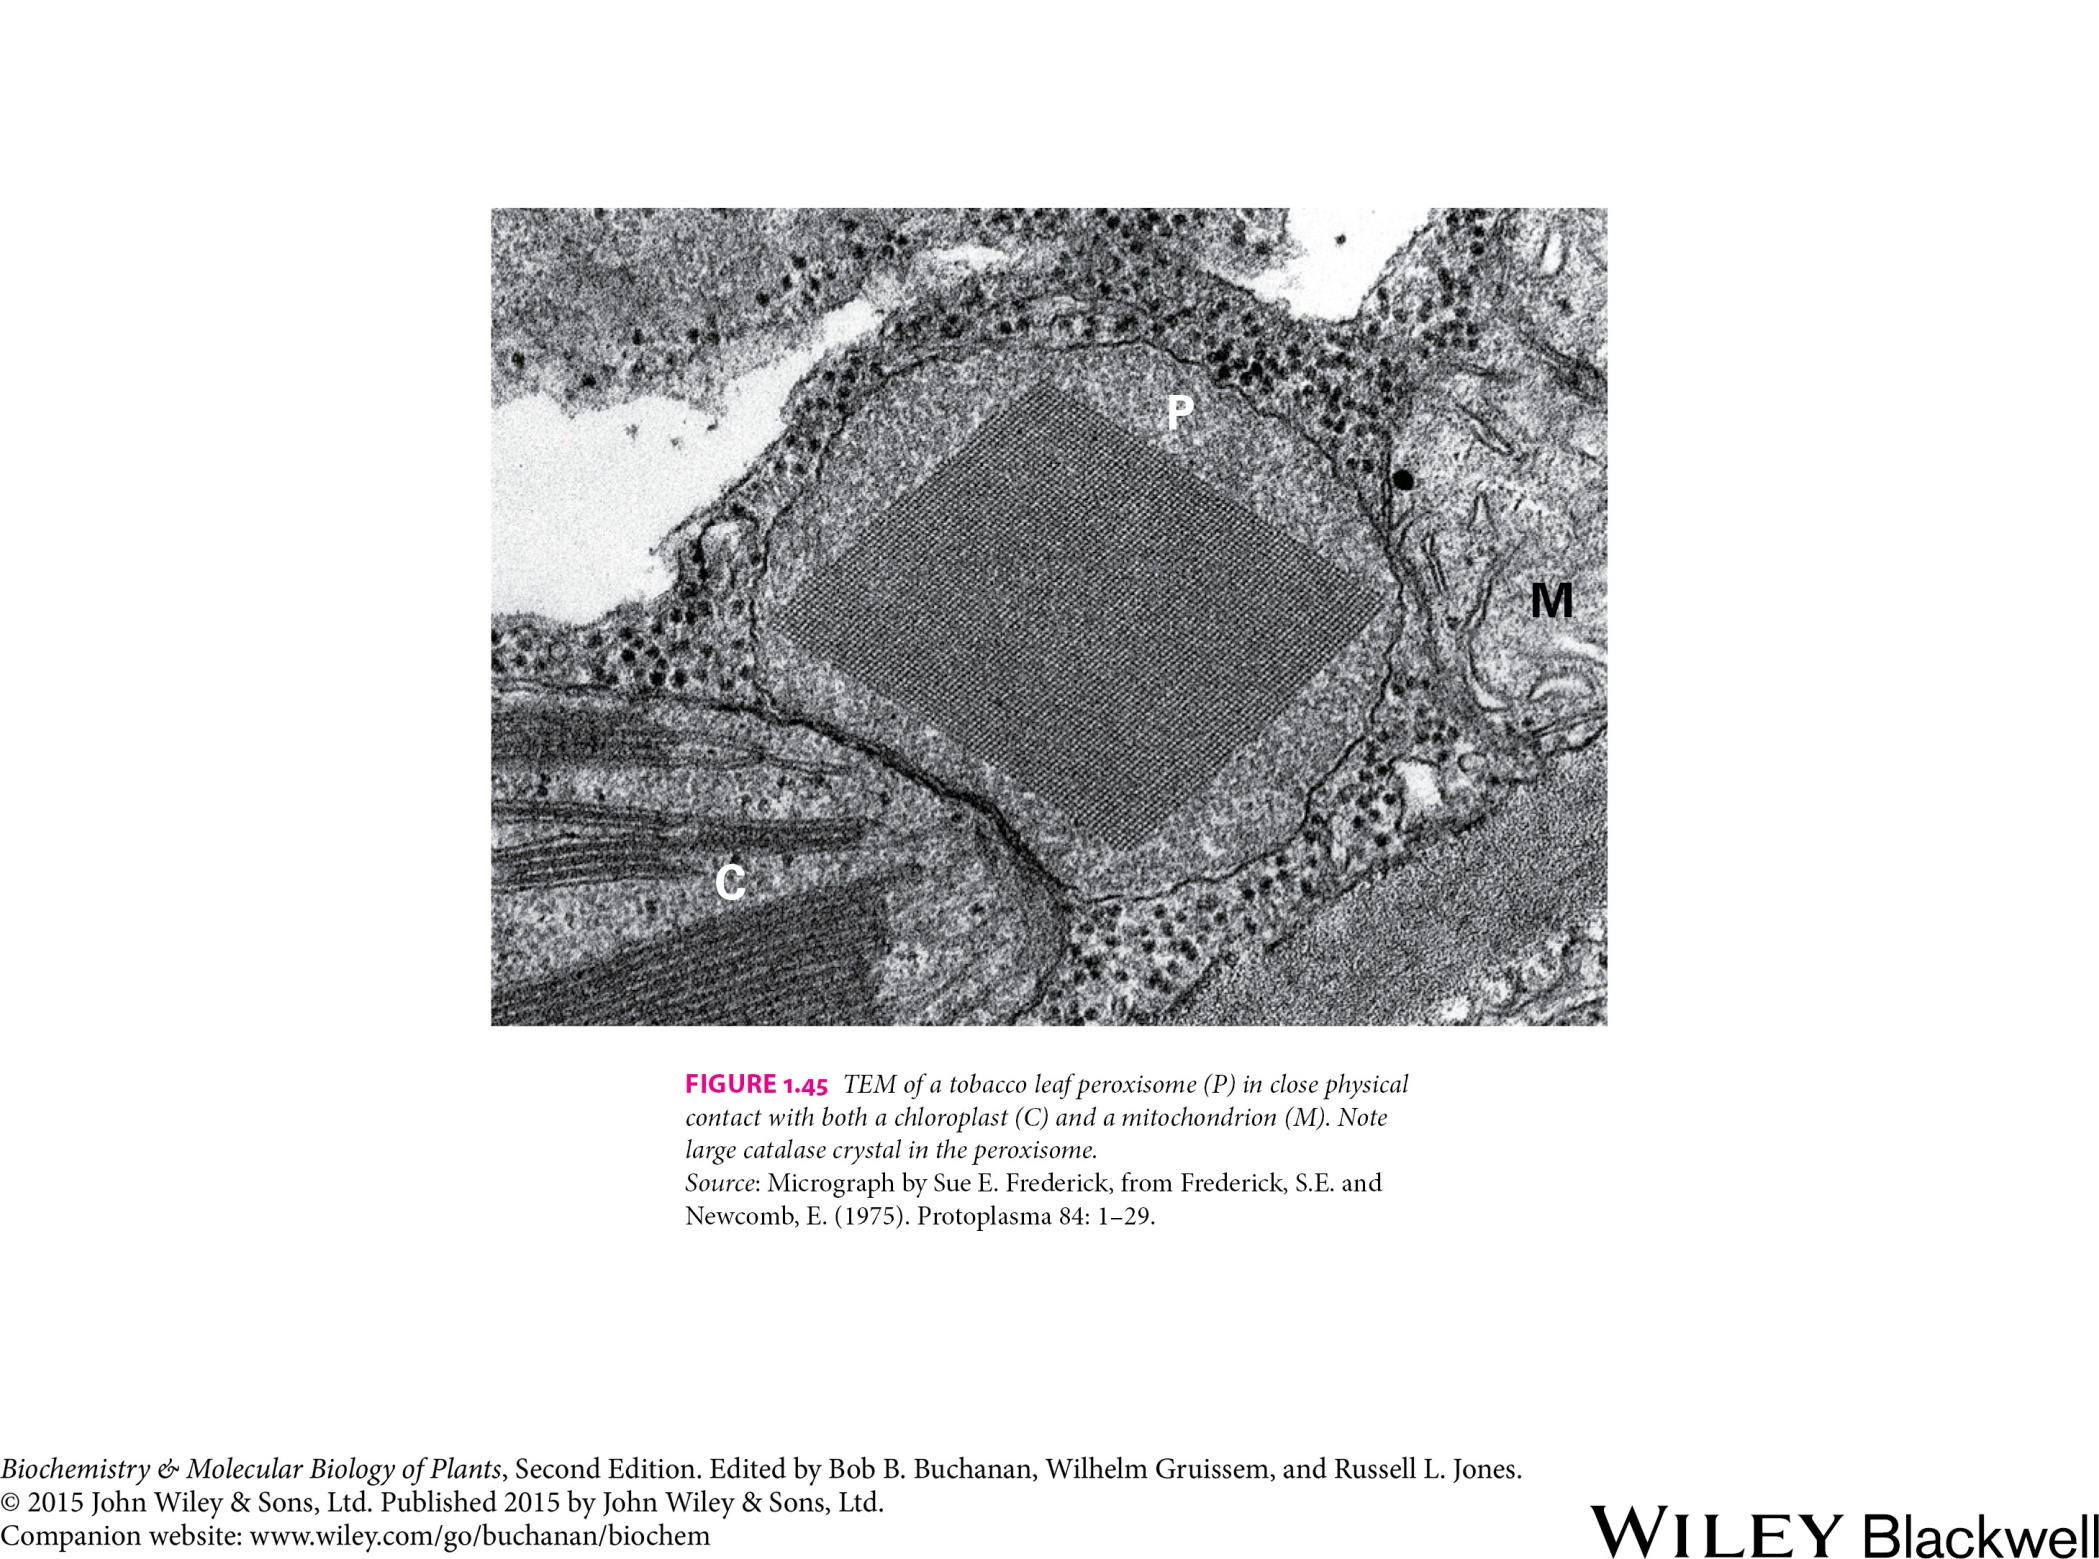 P
M
C
FIGURE 1.45 TEM of a tobacco leaf peroxisome (P) in close physical
contact with both a chloroplast (C) and a mitochondrion (M). Note
large catalase crystal in the peroxisome.
Source: Micrograph by Sue E. Frederick, from Frederick, S.E. and
Newcomb, E. (1975). Protoplasma 84: 1–29.
Biochemistry & Molecular Biology of Plants, Second Edition. Edited by Bob B. Buchanan, Wilhelm Gruissem, and Russell L. Jones.
© 2015 John Wiley & Sons, Ltd. Published 2015 by John Wiley & Sons, Ltd.
Companion website: www.wiley.com/go/buchanan/biochem
WILEY Blackwell